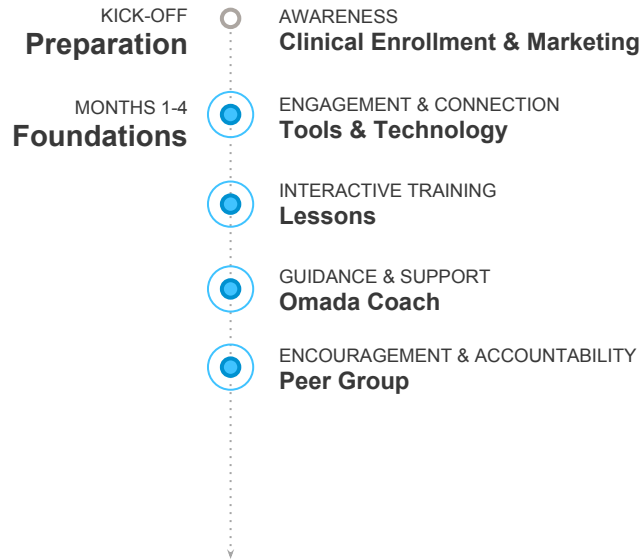 KICK-OFF
Preparation
AWARENESS
Clinical Enrollment & Marketing
MONTHS 1-4
Foundations
ENGAGEMENT & CONNECTION
Tools & Technology
INTERACTIVE TRAINING
Lessons
GUIDANCE & SUPPORT
Omada Coach
ENCOURAGEMENT & ACCOUNTABILITY
Peer Group